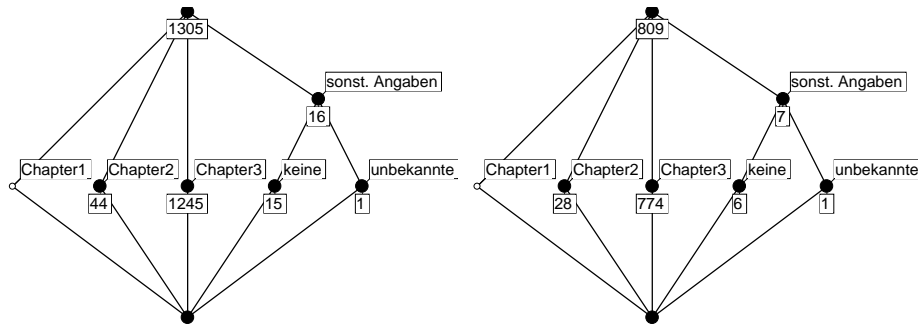 1305
sonst. Angaben
16
Chapter1
Chapter2
Chapter3
keine
unbekannte
44
1245
15
1
809
sonst. Angaben
7
Chapter1
Chapter2
Chapter3
keine
unbekannte
28
774
6
1